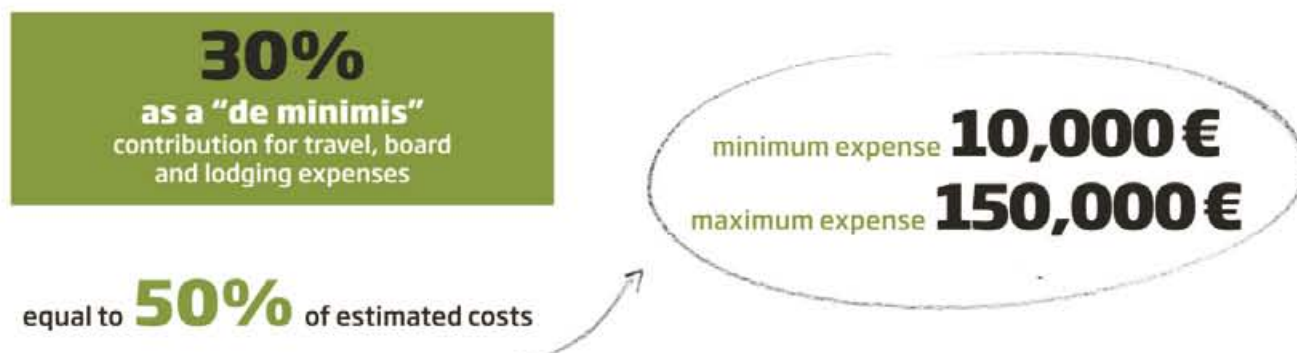 30%
as a "de minimis"
contribution for travel, board
and lodging expenses
minimum expense 10,000 €
maximum expense 150,000 €
equal to 50% of estimated costs